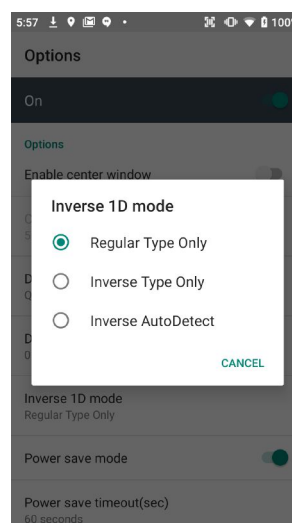 5:57
100%
Options
On
Options
Enable center window
Inverse 1D mode
Regular Type Only
Inverse Type Only
Inverse AutoDetect
CANCEL
Inverse 1D mode
Regular Type Only
Power save mode
Power save timeout(sec)
60 seconds